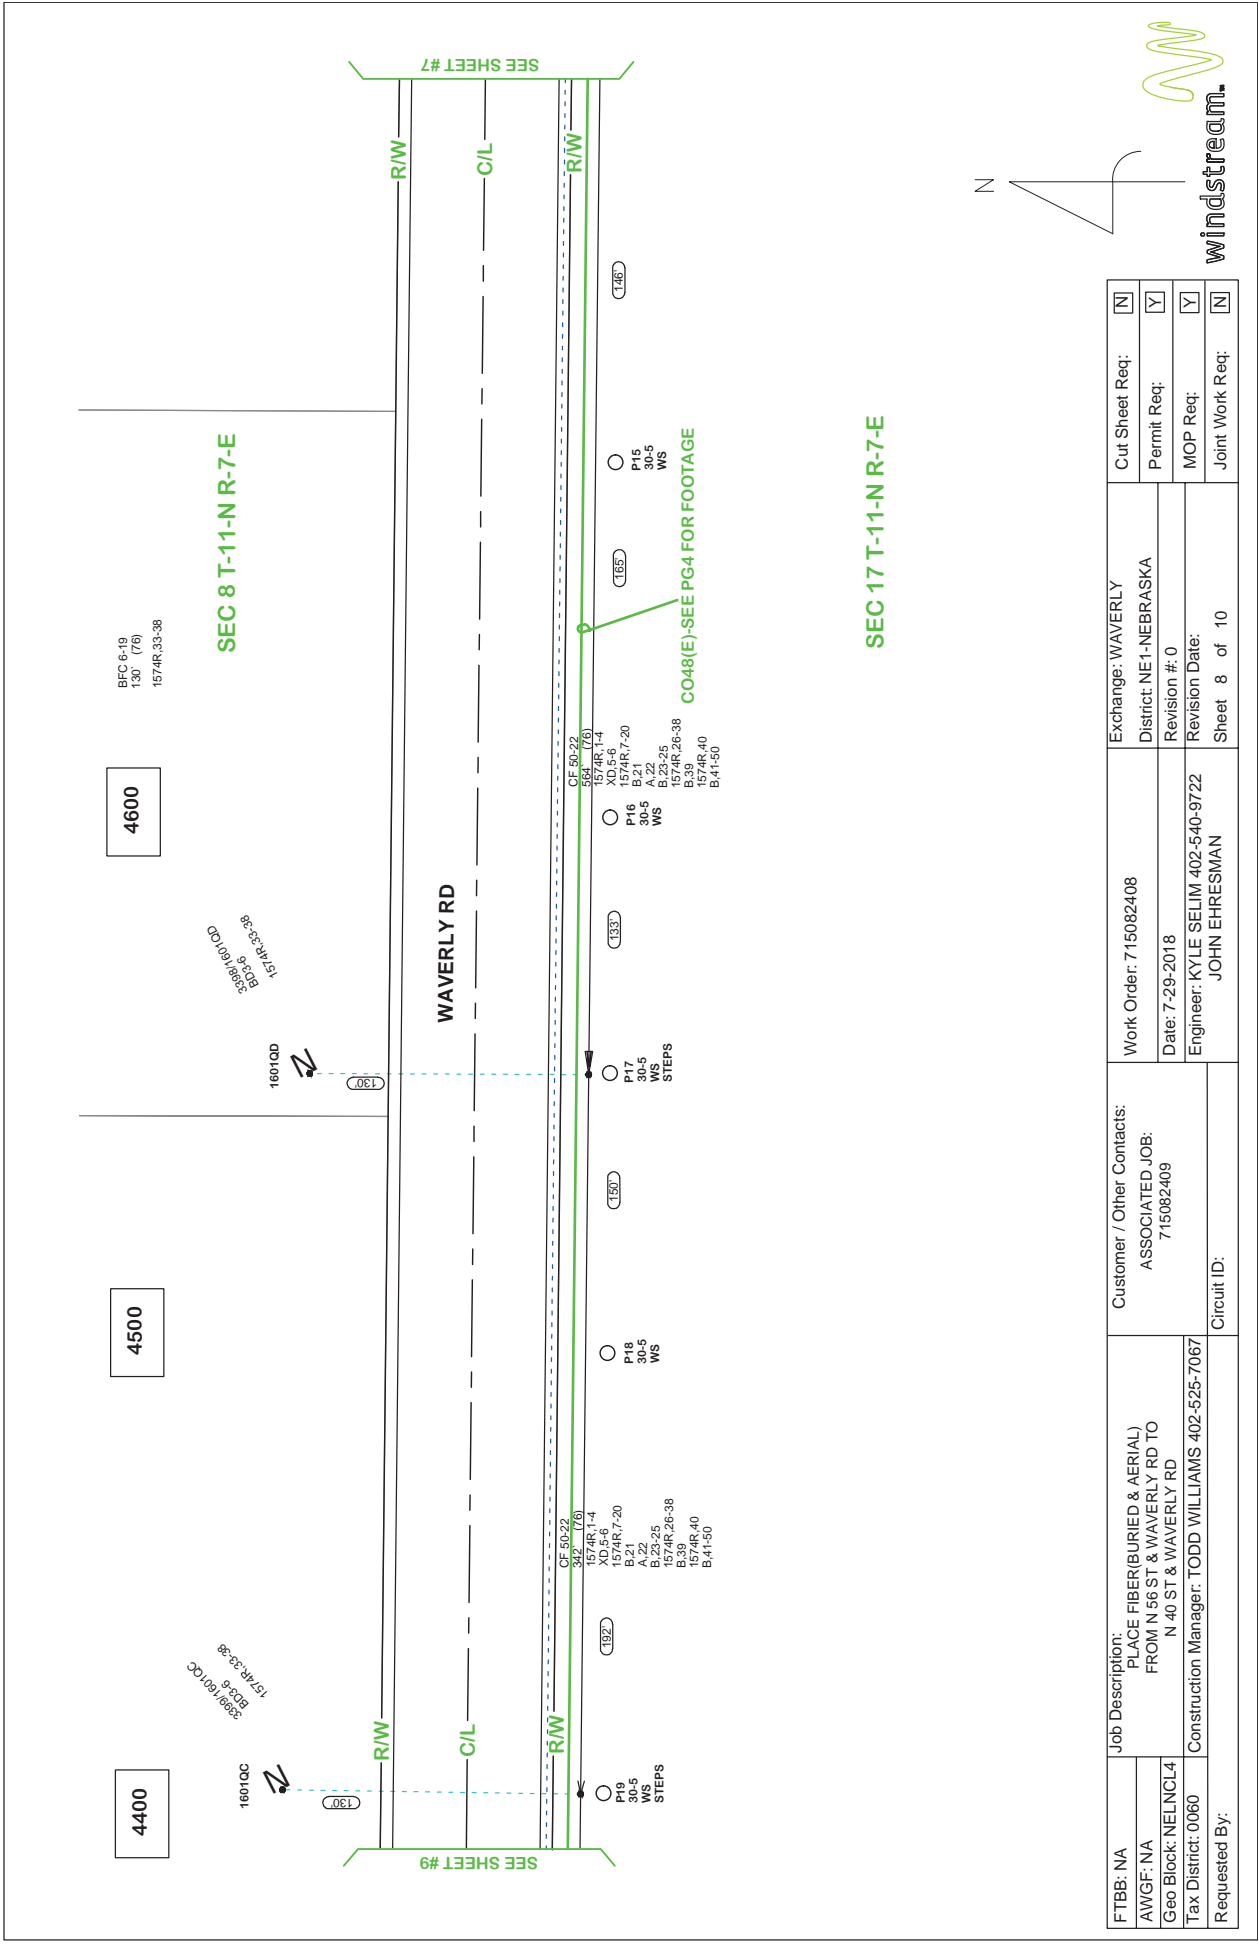 4400
4500
4600
BFC 6-19
130` (76)
1574R,33-38
SEC 8 T-11-N R-7-E
3399/1601QC
BD3-6
1574R,33-38
3398/1601QD
BD3-6
1574R,33-38
1601QC
130'
1601QD
130'
SEE SHEET #9
SEE SHEET #7
R/W
R/W
WAVERLY RD
C/L
C/L
R/W
R/W
CF 50-22
342` (76)
1574R,1-4
XD,5-6
1574R,7-20
B,21
A,22
B,23-25
1574R,26-38
B,39
1574R,40
B,41-50
CF 50-22
564` (76)
1574R,1-4
XD,5-6
1574R,7-20
B,21
A,22
B,23-25
1574R,26-38
B,39
1574R,40
B,41-50
P19
30-5
WS
STEPS
192'
P18
30-5
WS
150'
P17
30-5
WS
STEPS
133'
P16
30-5
WS
165'
P15
30-5
WS
146'
CO48(E)-SEE PG4 FOR FOOTAGE
SEC 17 T-11-N R-7-E
N
FTBB: NA
AWGF: NA
Geo Block: NELNCL4
Tax District: 0060
Requested By:
Job Description:
PLACE FIBER(BURIED & AERIAL)
FROM N 56 ST & WAVERLY RD TO
N 40 ST & WAVERLY RD
Construction Manager: TODD WILLIAMS 402-525-7067
Customer / Other Contacts:
ASSOCIATED JOB:
715082409
Circuit ID:
Work Order: 715082408
Date: 7-29-2018
Engineer: KYLE SELIM 402-540-9722
JOHN EHRESMAN
Exchange: WAVERLY
District: NE1-NEBRASKA
Revision #: 0
Revision Date:
Sheet 8 of 10
Cut Sheet Req: N
Permit Req: Y
MOP Req: Y
Joint Work Req: N
windstream™